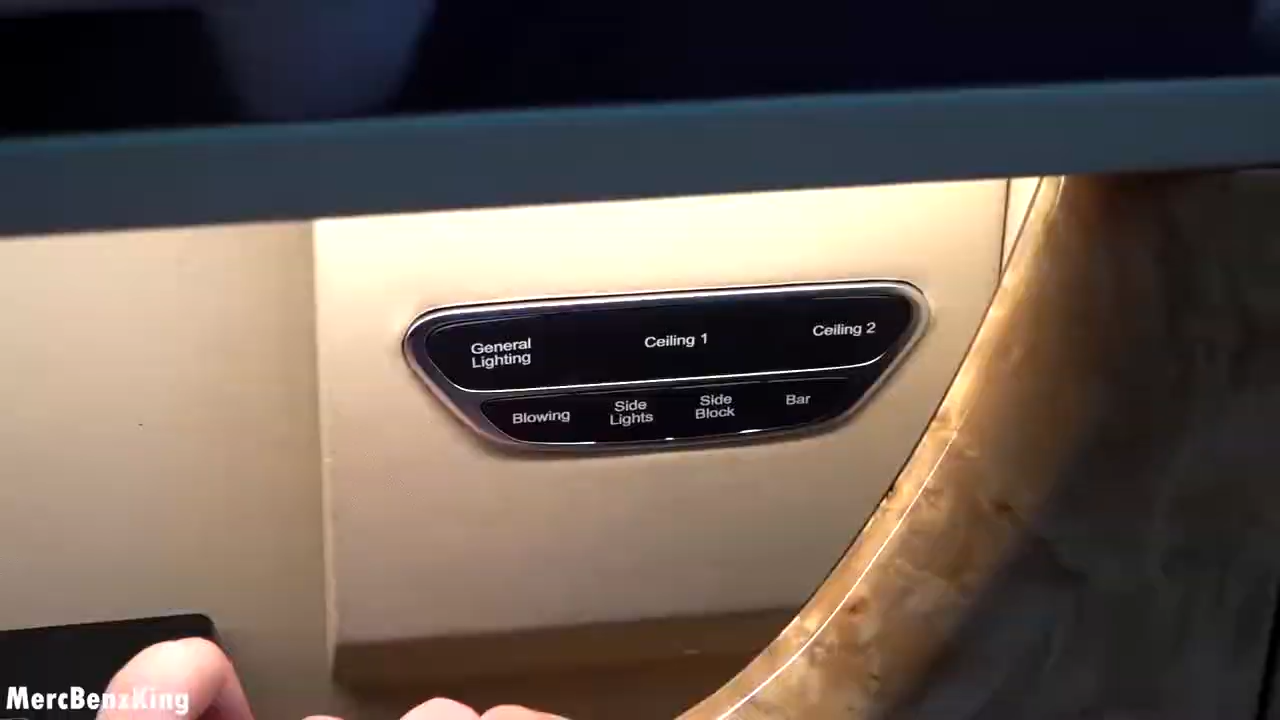 General
Lighting
Ceiling 1
Ceiling 2
Blowing
Side
Lights
Side
Block
Bar
MercBenzKing